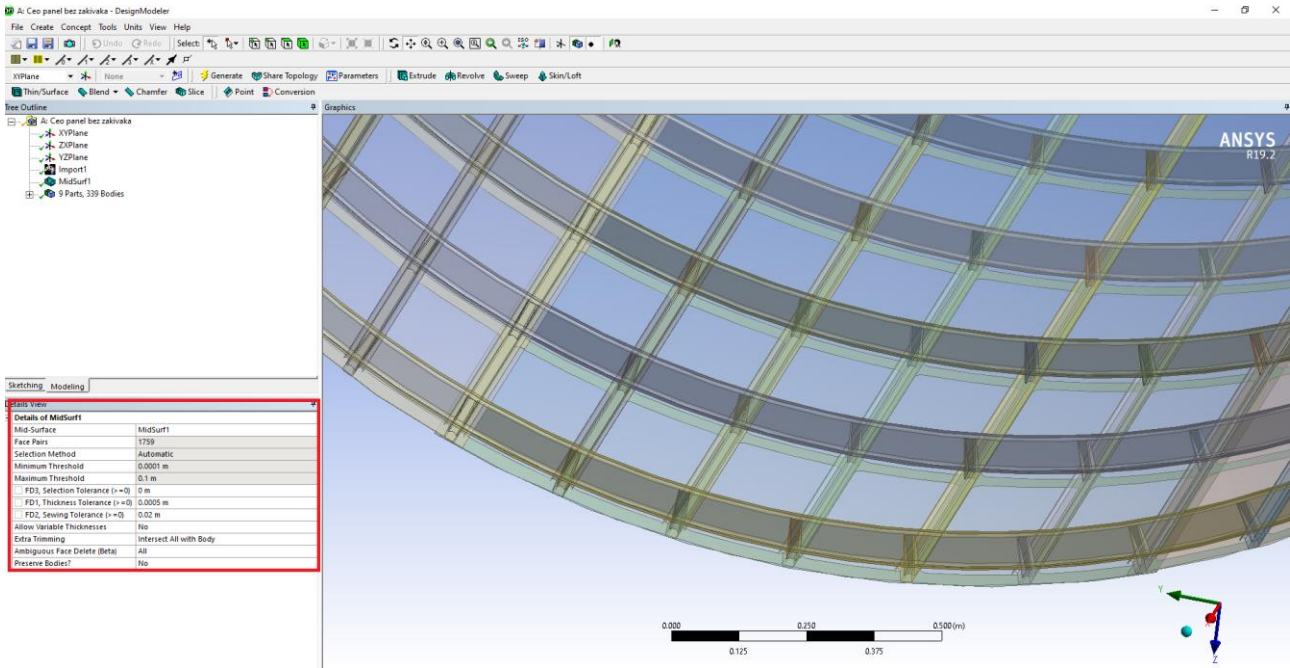 A: Ceo panel bez zakivaka - DesignModeler
File Create Concept Tools Units View Help
Undo Redo Select:
XYPlane None Generate Share Topology Parameters Extrude Revolve Sweep Skin/Loft
Thin/Surface Blend Chamfer Slice Point Conversion
Tree Outline
Graphics
A: Ceo panel bez zakivaka
XYPlane
ZXPlane
YZPlane
Import1
MidSurf1
9 Parts, 339 Bodies
ANSYS
R19.2
Sketching Modeling
Details View
Details of MidSurf1
Mid-Surface MidSurf1
Face Pairs 1759
Selection Method Automatic
Minimum Threshold 0.0001 m
Maximum Threshold 0.1 m
FD3, Selection Tolerance (>=0) 0 m
FD1, Thickness Tolerance (>=0) 0.0005 m
FD2, Sewing Tolerance (>=0) 0.02 m
Allow Variable Thicknesses No
Extra Trimming Intersect All with Body
Ambiguous Face Delete (Beta) All
Preserve Bodies? No
0.000 0.250 0.500 (m)
0.125 0.375
Y
X
Z